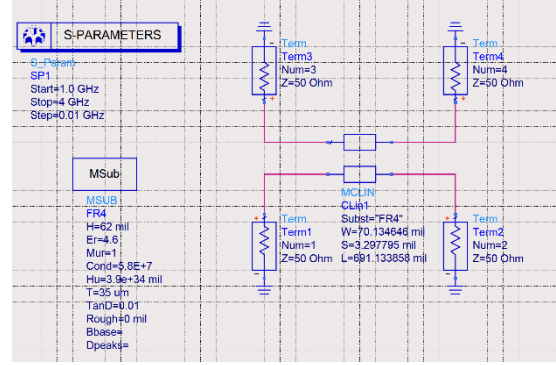 S-PARAMETERS
S_Param
SP1
Start=1.0 GHz
Stop=4 GHz
Step=0.01 GHz
Term
Term3
Num=3
Z=50 Ohm
Term
Term4
Num=4
Z=50 Ohm
MSub
MSUB
FR4
H=62 mil
Er=4.6
Mur=1
Cond=5.8E+7
Hu=3.9e+34 mil
T=35 um
TanD=0.01
Rough=0 mil
Bbase=
Dpeaks=
Term
Term1
Num=1
Z=50 Ohm
MCLIN
CLin1
Subst="FR4"
W=70.134646 mil
S=3.297795 mil
L=691.133858 mil
Term
Term2
Num=2
Z=50 Ohm